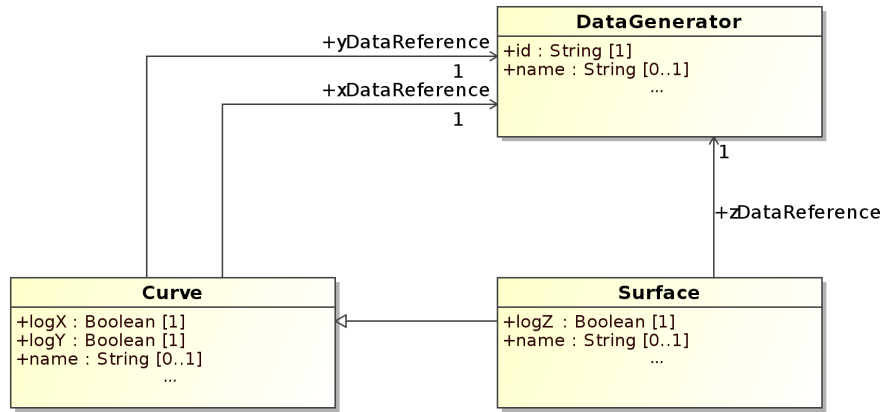 DataGenerator
+id : String [1]
+name : String [0..1]
...
+yDataReference
1
+xDataReference
1
1
+zDataReference
Curve
+logX : Boolean [1]
+logY : Boolean [1]
+name : String [0..1]
...
Surface
+logZ : Boolean [1]
+name : String [0..1]
...